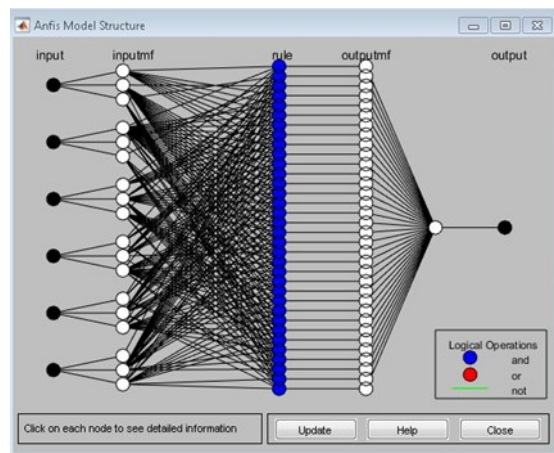 Anfis Model Structure
input inputmf rule outputmf output
Logical Operations
and
or
not
Click on each node to see detailed information
Update Help Close